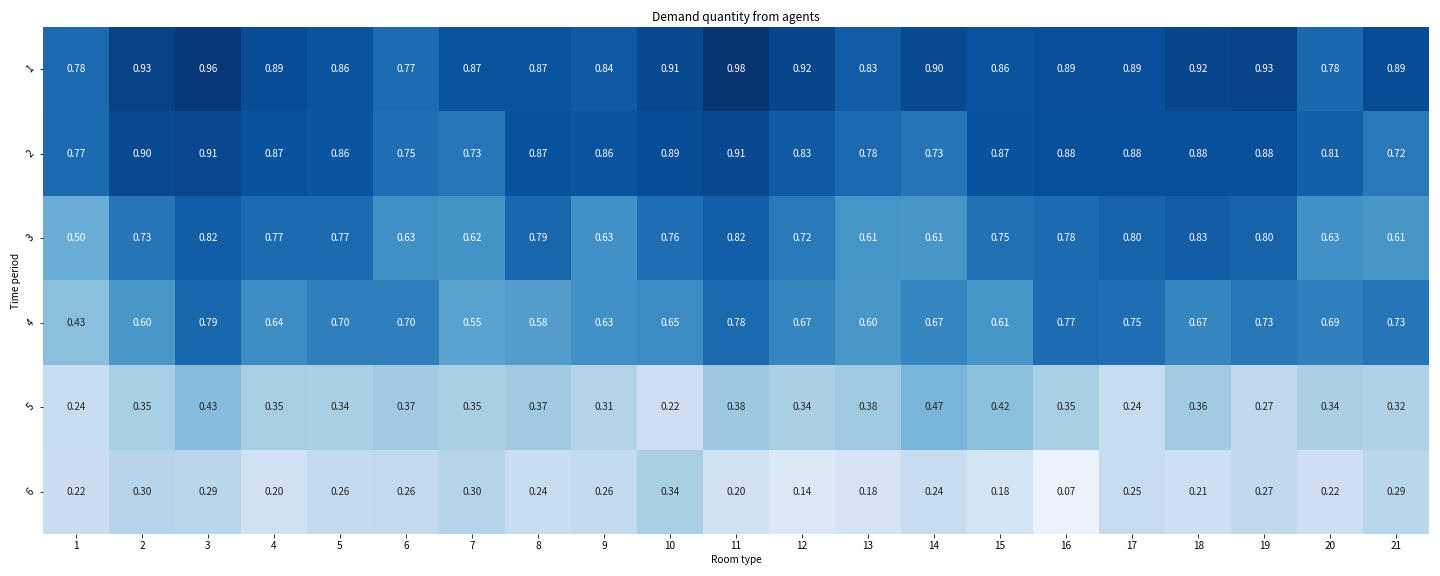 Demand quantity from agents
Time period
1 0.78 0.93 0.96 0.89 0.86 0.77 0.87 0.87 0.84 0.91 0.98 0.92 0.83 0.90 0.86 0.89 0.89 0.92 0.93 0.78 0.89
2 0.77 0.90 0.91 0.87 0.86 0.75 0.73 0.87 0.86 0.89 0.91 0.83 0.78 0.73 0.87 0.88 0.88 0.88 0.88 0.81 0.72
3 0.50 0.73 0.82 0.77 0.77 0.63 0.62 0.79 0.63 0.76 0.82 0.72 0.61 0.61 0.75 0.78 0.80 0.83 0.80 0.63 0.61
4 0.43 0.60 0.79 0.64 0.70 0.70 0.55 0.58 0.63 0.65 0.78 0.67 0.60 0.67 0.61 0.77 0.75 0.67 0.73 0.69 0.73
5 0.24 0.35 0.43 0.35 0.34 0.37 0.35 0.37 0.31 0.22 0.38 0.34 0.38 0.47 0.42 0.35 0.24 0.36 0.27 0.34 0.32
6 0.22 0.30 0.29 0.20 0.26 0.26 0.30 0.24 0.26 0.34 0.20 0.14 0.18 0.24 0.18 0.07 0.25 0.21 0.27 0.22 0.29
1 2 3 4 5 6 7 8 9 10 11 12 13 14 15 16 17 18 19 20 21
Room type